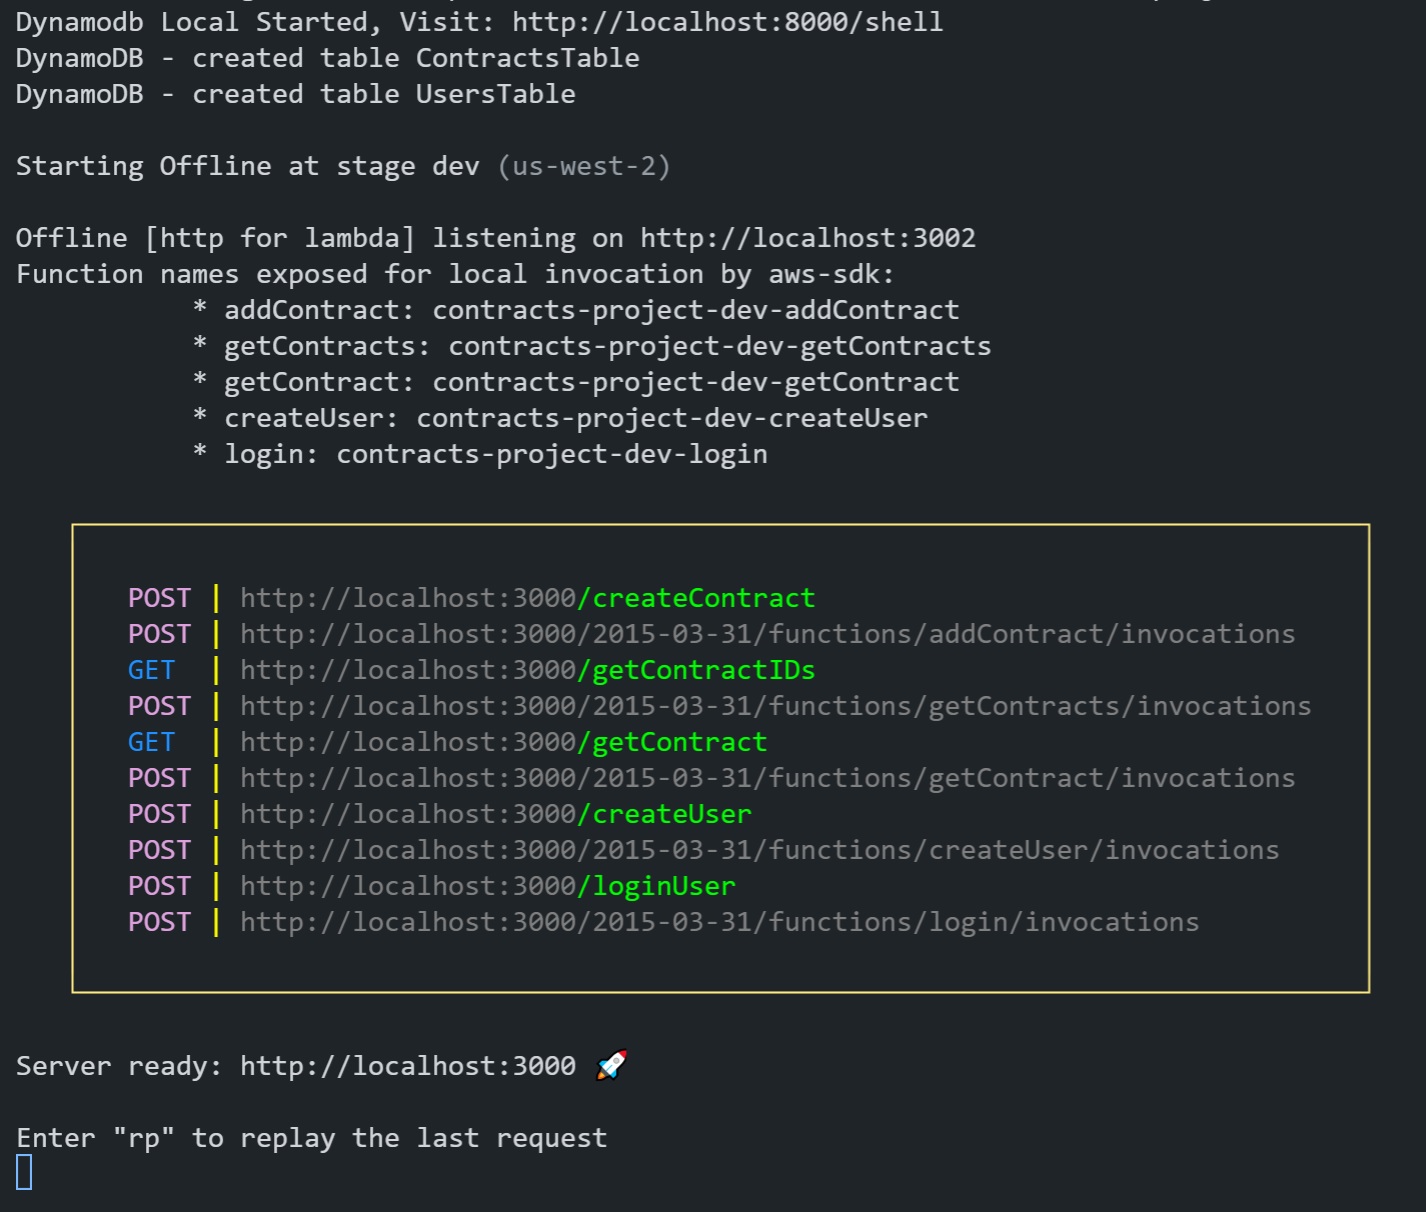 Dynamodb Local Started, Visit: http://localhost:8000/shell
DynamoDB - created table ContractsTable
DynamoDB - created table UsersTable
Starting Offline at stage dev (us-west-2)
Offline [http for lambda] listening on http://localhost:3002
Function names exposed for local invocation by aws-sdk:
* addContract: contracts-project-dev-addContract
* getContracts: contracts-project-dev-getContracts
* getContract: contracts-project-dev-getContract
* createUser: contracts-project-dev-createUser
* login: contracts-project-dev-login
POST | http://localhost:3000/createContract
POST | http://localhost:3000/2015-03-31/functions/addContract/invocations
GET | http://localhost:3000/getContractIDs
POST | http://localhost:3000/2015-03-31/functions/getContracts/invocations
GET | http://localhost:3000/getContract
POST | http://localhost:3000/2015-03-31/functions/getContract/invocations
POST | http://localhost:3000/createUser
POST | http://localhost:3000/2015-03-31/functions/createUser/invocations
POST | http://localhost:3000/loginUser
POST | http://localhost:3000/2015-03-31/functions/login/invocations
Server ready: http://localhost:3000 🚀
Enter "rp" to replay the last request